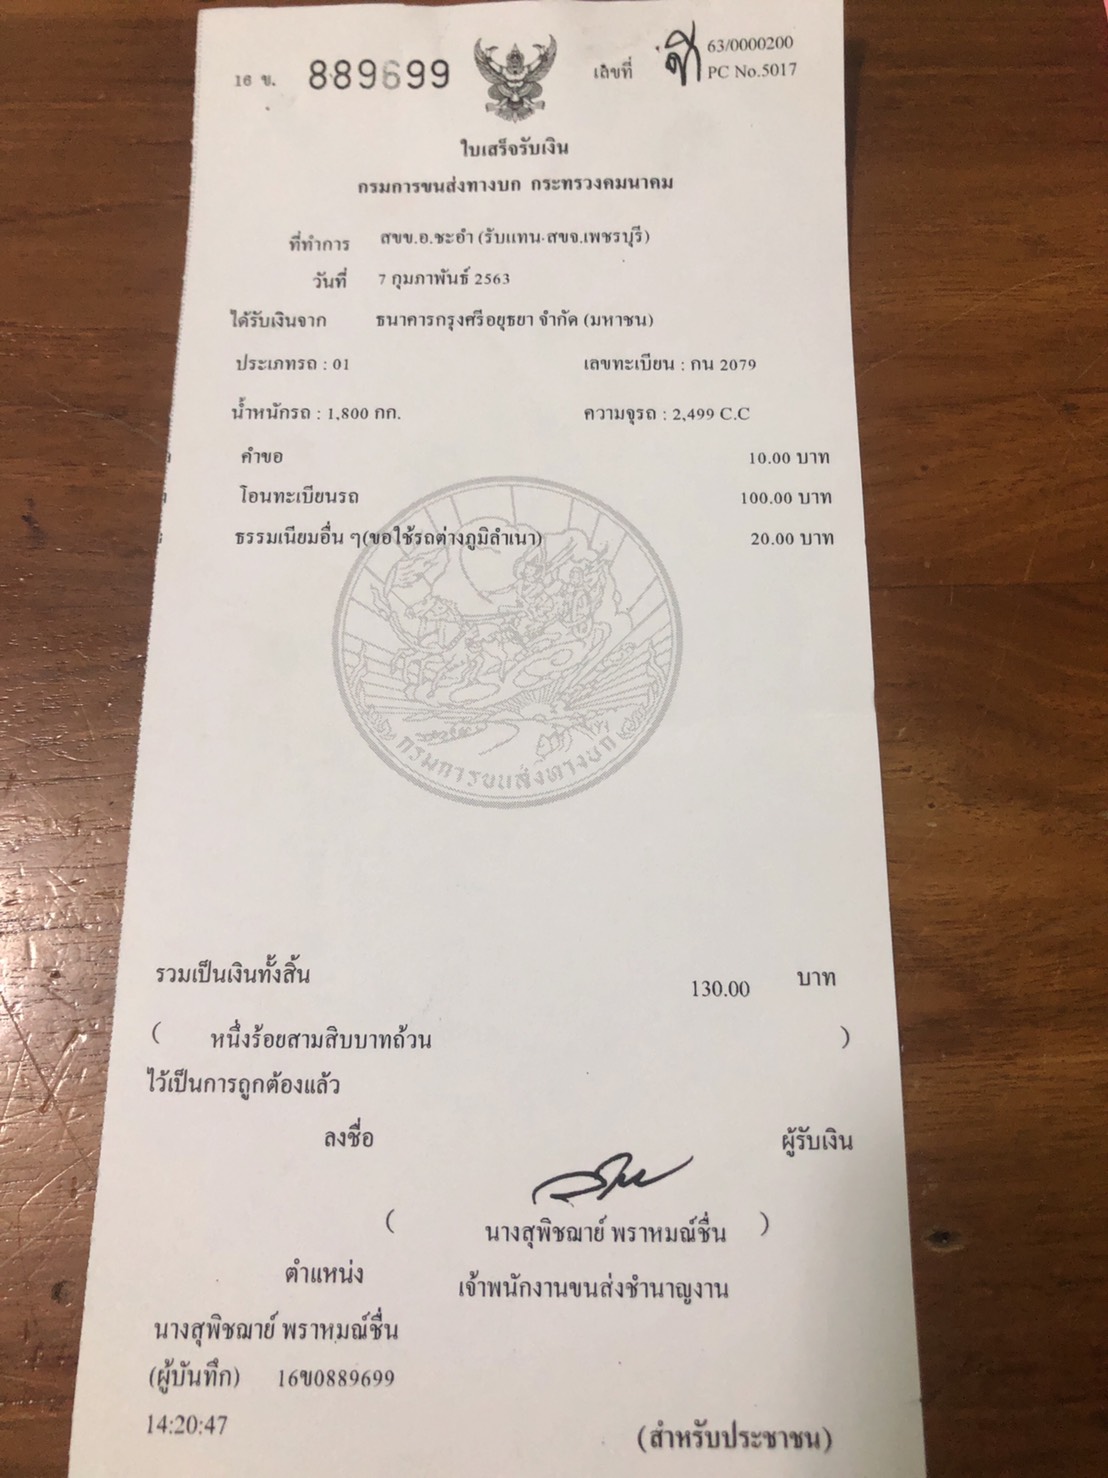 16 ข. 889699 เลขที่ ที่ 63/0000200
PC No.5017
ใบเสร็จรับเงิน
กรมการขนส่งทางบก กระทรวงคมนาคม
ที่ทำการ สขข.อ.ชะอำ (รับแทน-สขจ.เพชรบุรี)
วันที่ 7 กุมภาพันธ์ 2563
ได้รับเงินจาก ธนาคารกรุงศรีอยุธยา จำกัด (มหาชน)
ประเภทรถ : 01 เลขทะเบียน : กน 2079
น้ำหนักรถ : 1,800 กก. ความจุรถ : 2,499 C.C
คำขอ 10.00 บาท
โอนทะเบียนรถ 100.00 บาท
ธรรมเนียมอื่น ๆ(ขอใช้รถต่างภูมิลำเนา) 20.00 บาท
กรมการขนส่งทางบก
รวมเป็นเงินทั้งสิ้น 130.00 บาท
( หนึ่งร้อยสามสิบบาทถ้วน )
ไว้เป็นการถูกต้องแล้ว
ลงชื่อ ผู้รับเงิน
( นางสุพิชฌาย์ พราหมณ์ชื่น )
ตำแหน่ง เจ้าพนักงานขนส่งชำนาญงาน
นางสุพิชฌาย์ พราหมณ์ชื่น
(ผู้บันทึก) 16ข0889699
14:20:47
(สำหรับประชาชน)